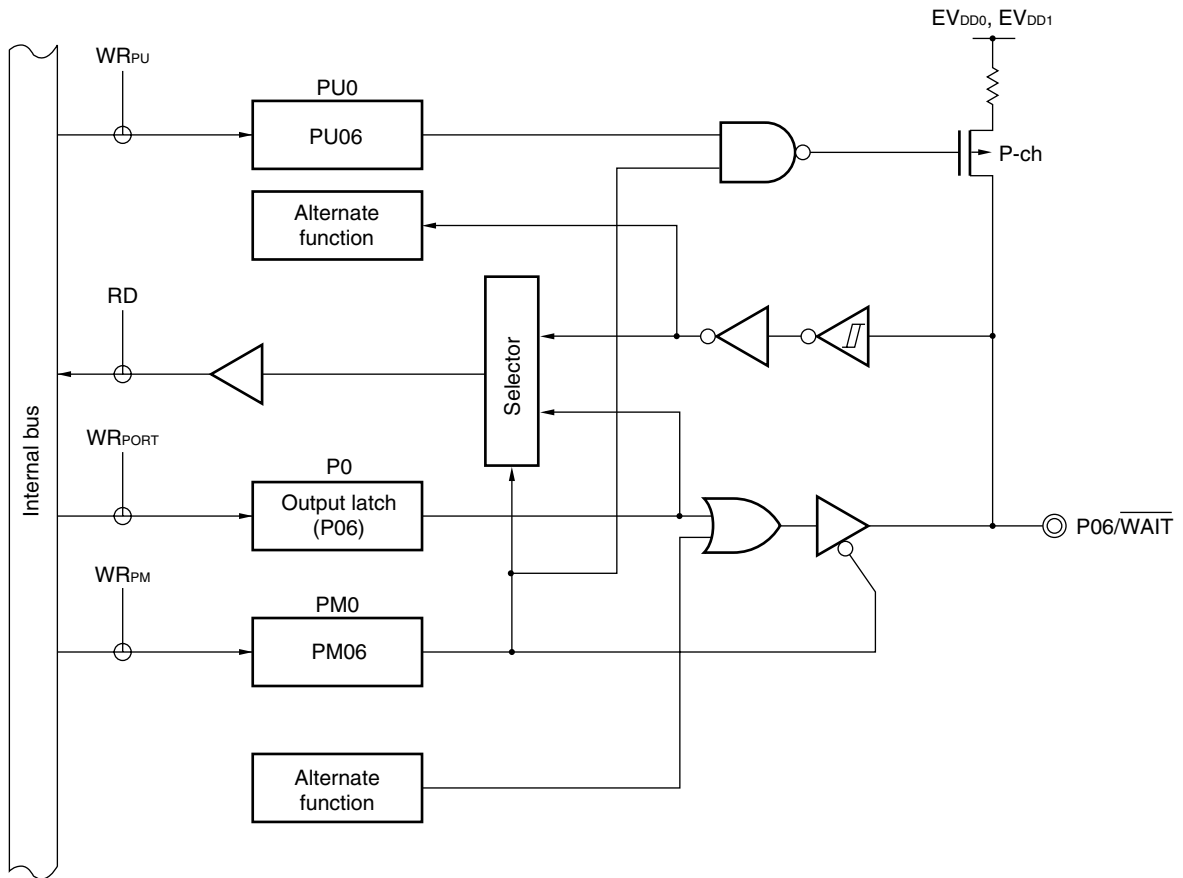 EVDD0, EVDD1
WRPU
PU0
PU06
P-ch
Alternate
function
RD
Selector
Internal bus
WRPORT
P0
Output latch
(P06)
P06/WAIT
WRPM
PM0
PM06
Alternate
function